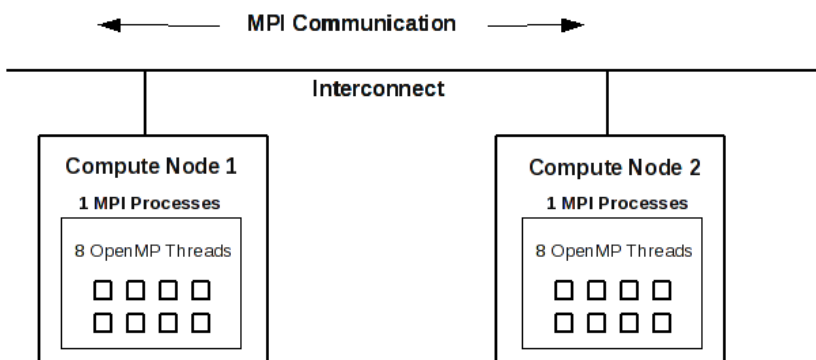 MPI Communication
Interconnect
Compute Node 1
1 MPI Processes
8 OpenMP Threads
Compute Node 2
1 MPI Processes
8 OpenMP Threads